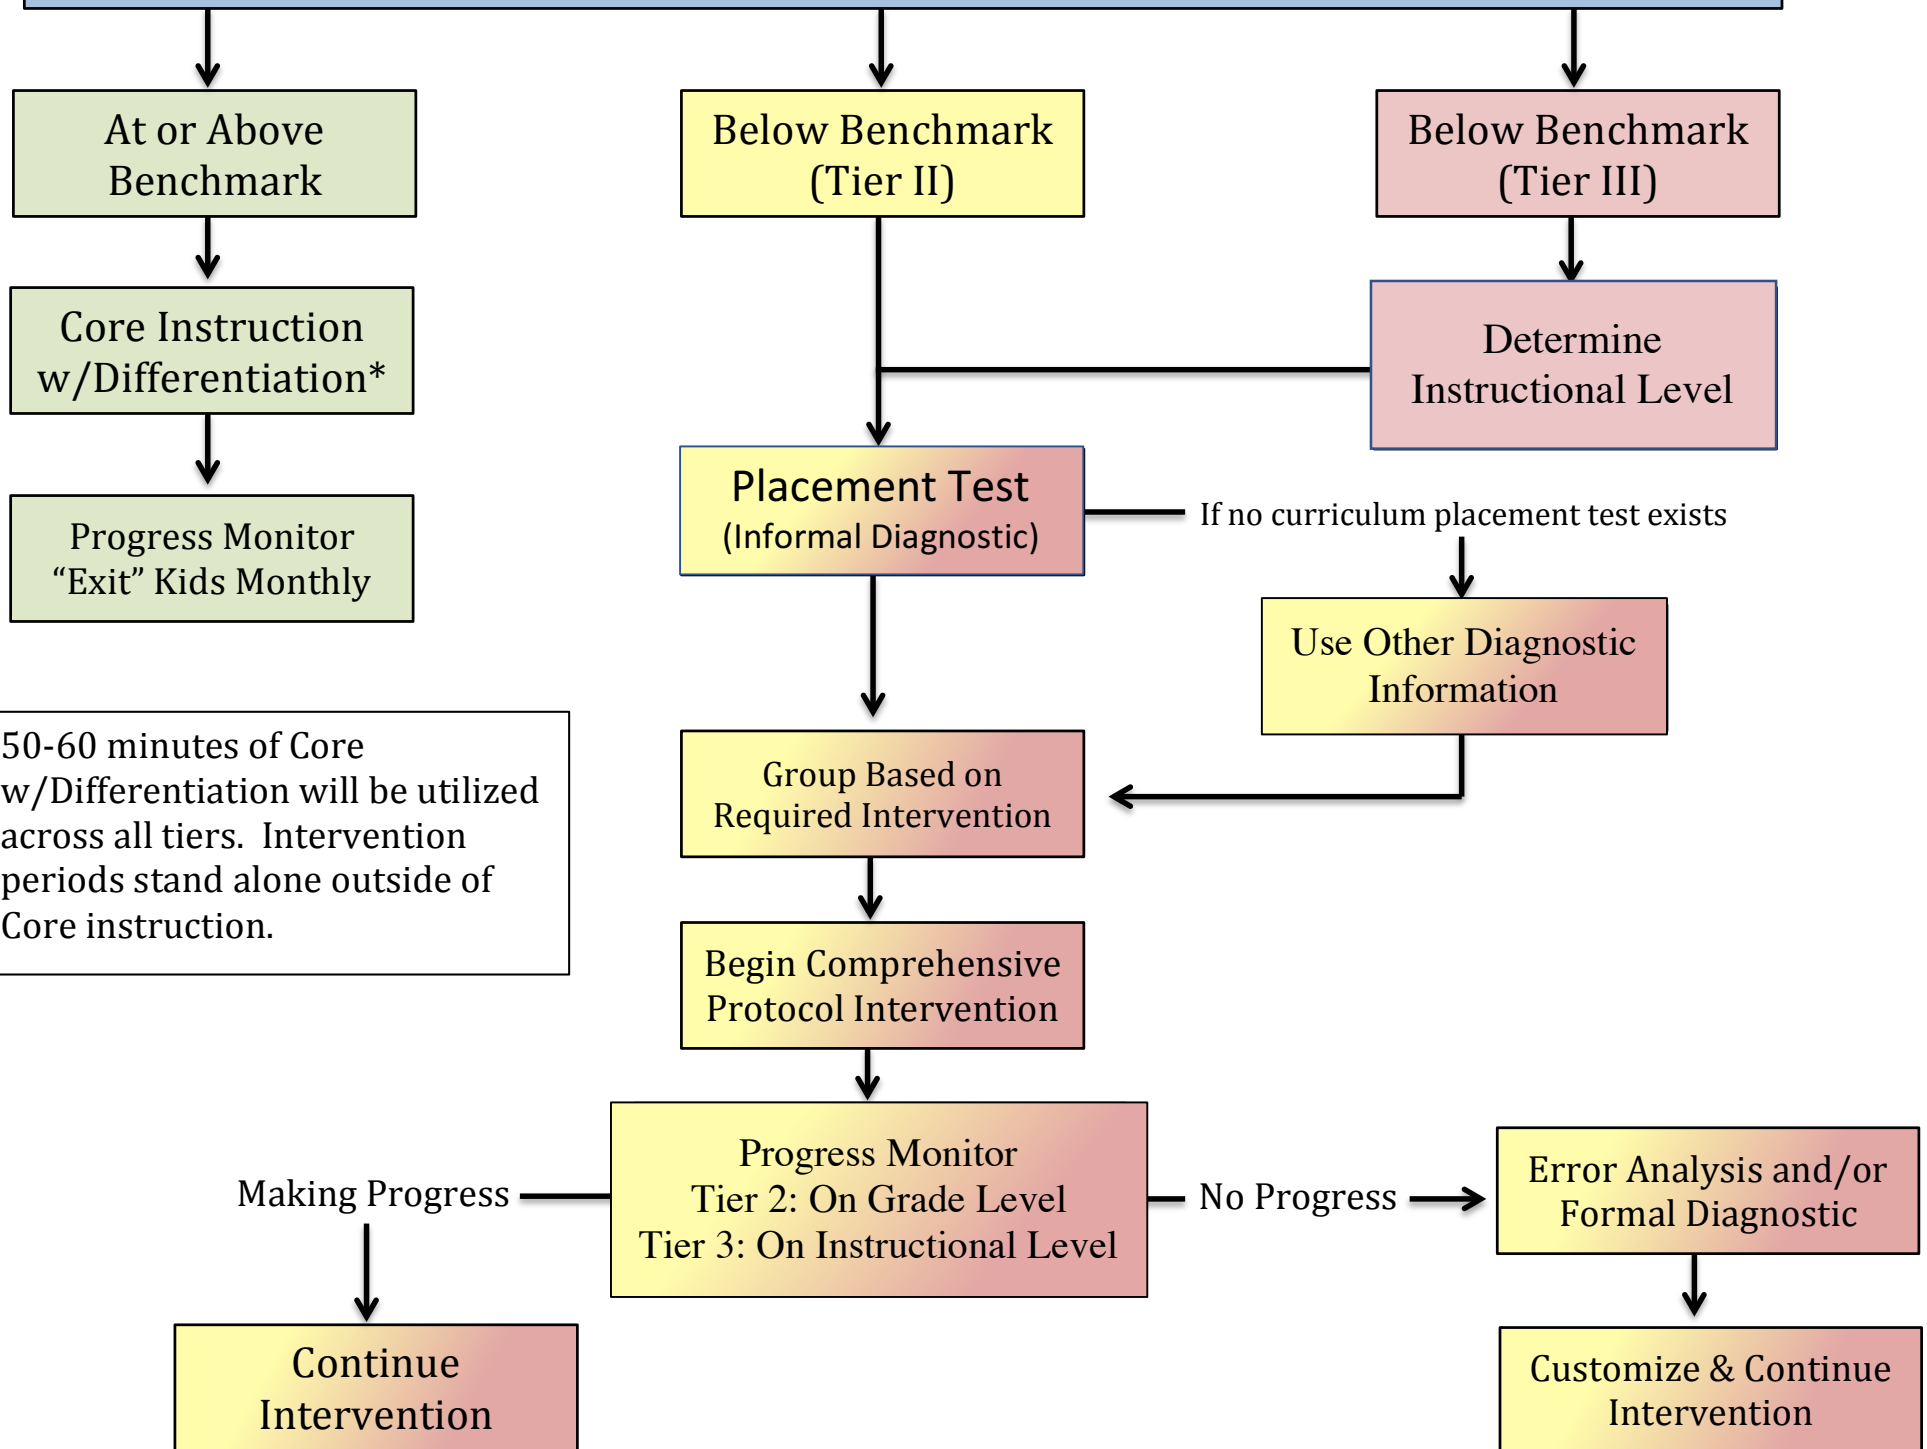 At or Above
Benchmark
Below Benchmark
(Tier II)
Below Benchmark
(Tier III)
Core Instruction
w/Differentiation*
Determine
Instructional Level
Placement Test
(Informal Diagnostic)
If no curriculum placement test exists
Progress Monitor
“Exit” Kids Monthly
Use Other Diagnostic
Information
50-60 minutes of Core
w/Differentiation will be utilized
across all tiers.  Intervention
periods stand alone outside of
Core instruction.
Group Based on
Required Intervention
Begin Comprehensive
Protocol Intervention
Progress Monitor
Tier 2: On Grade Level
Tier 3: On Instructional Level
Making Progress
No Progress
Error Analysis and/or
Formal Diagnostic
Continue
Intervention
Customize & Continue
Intervention